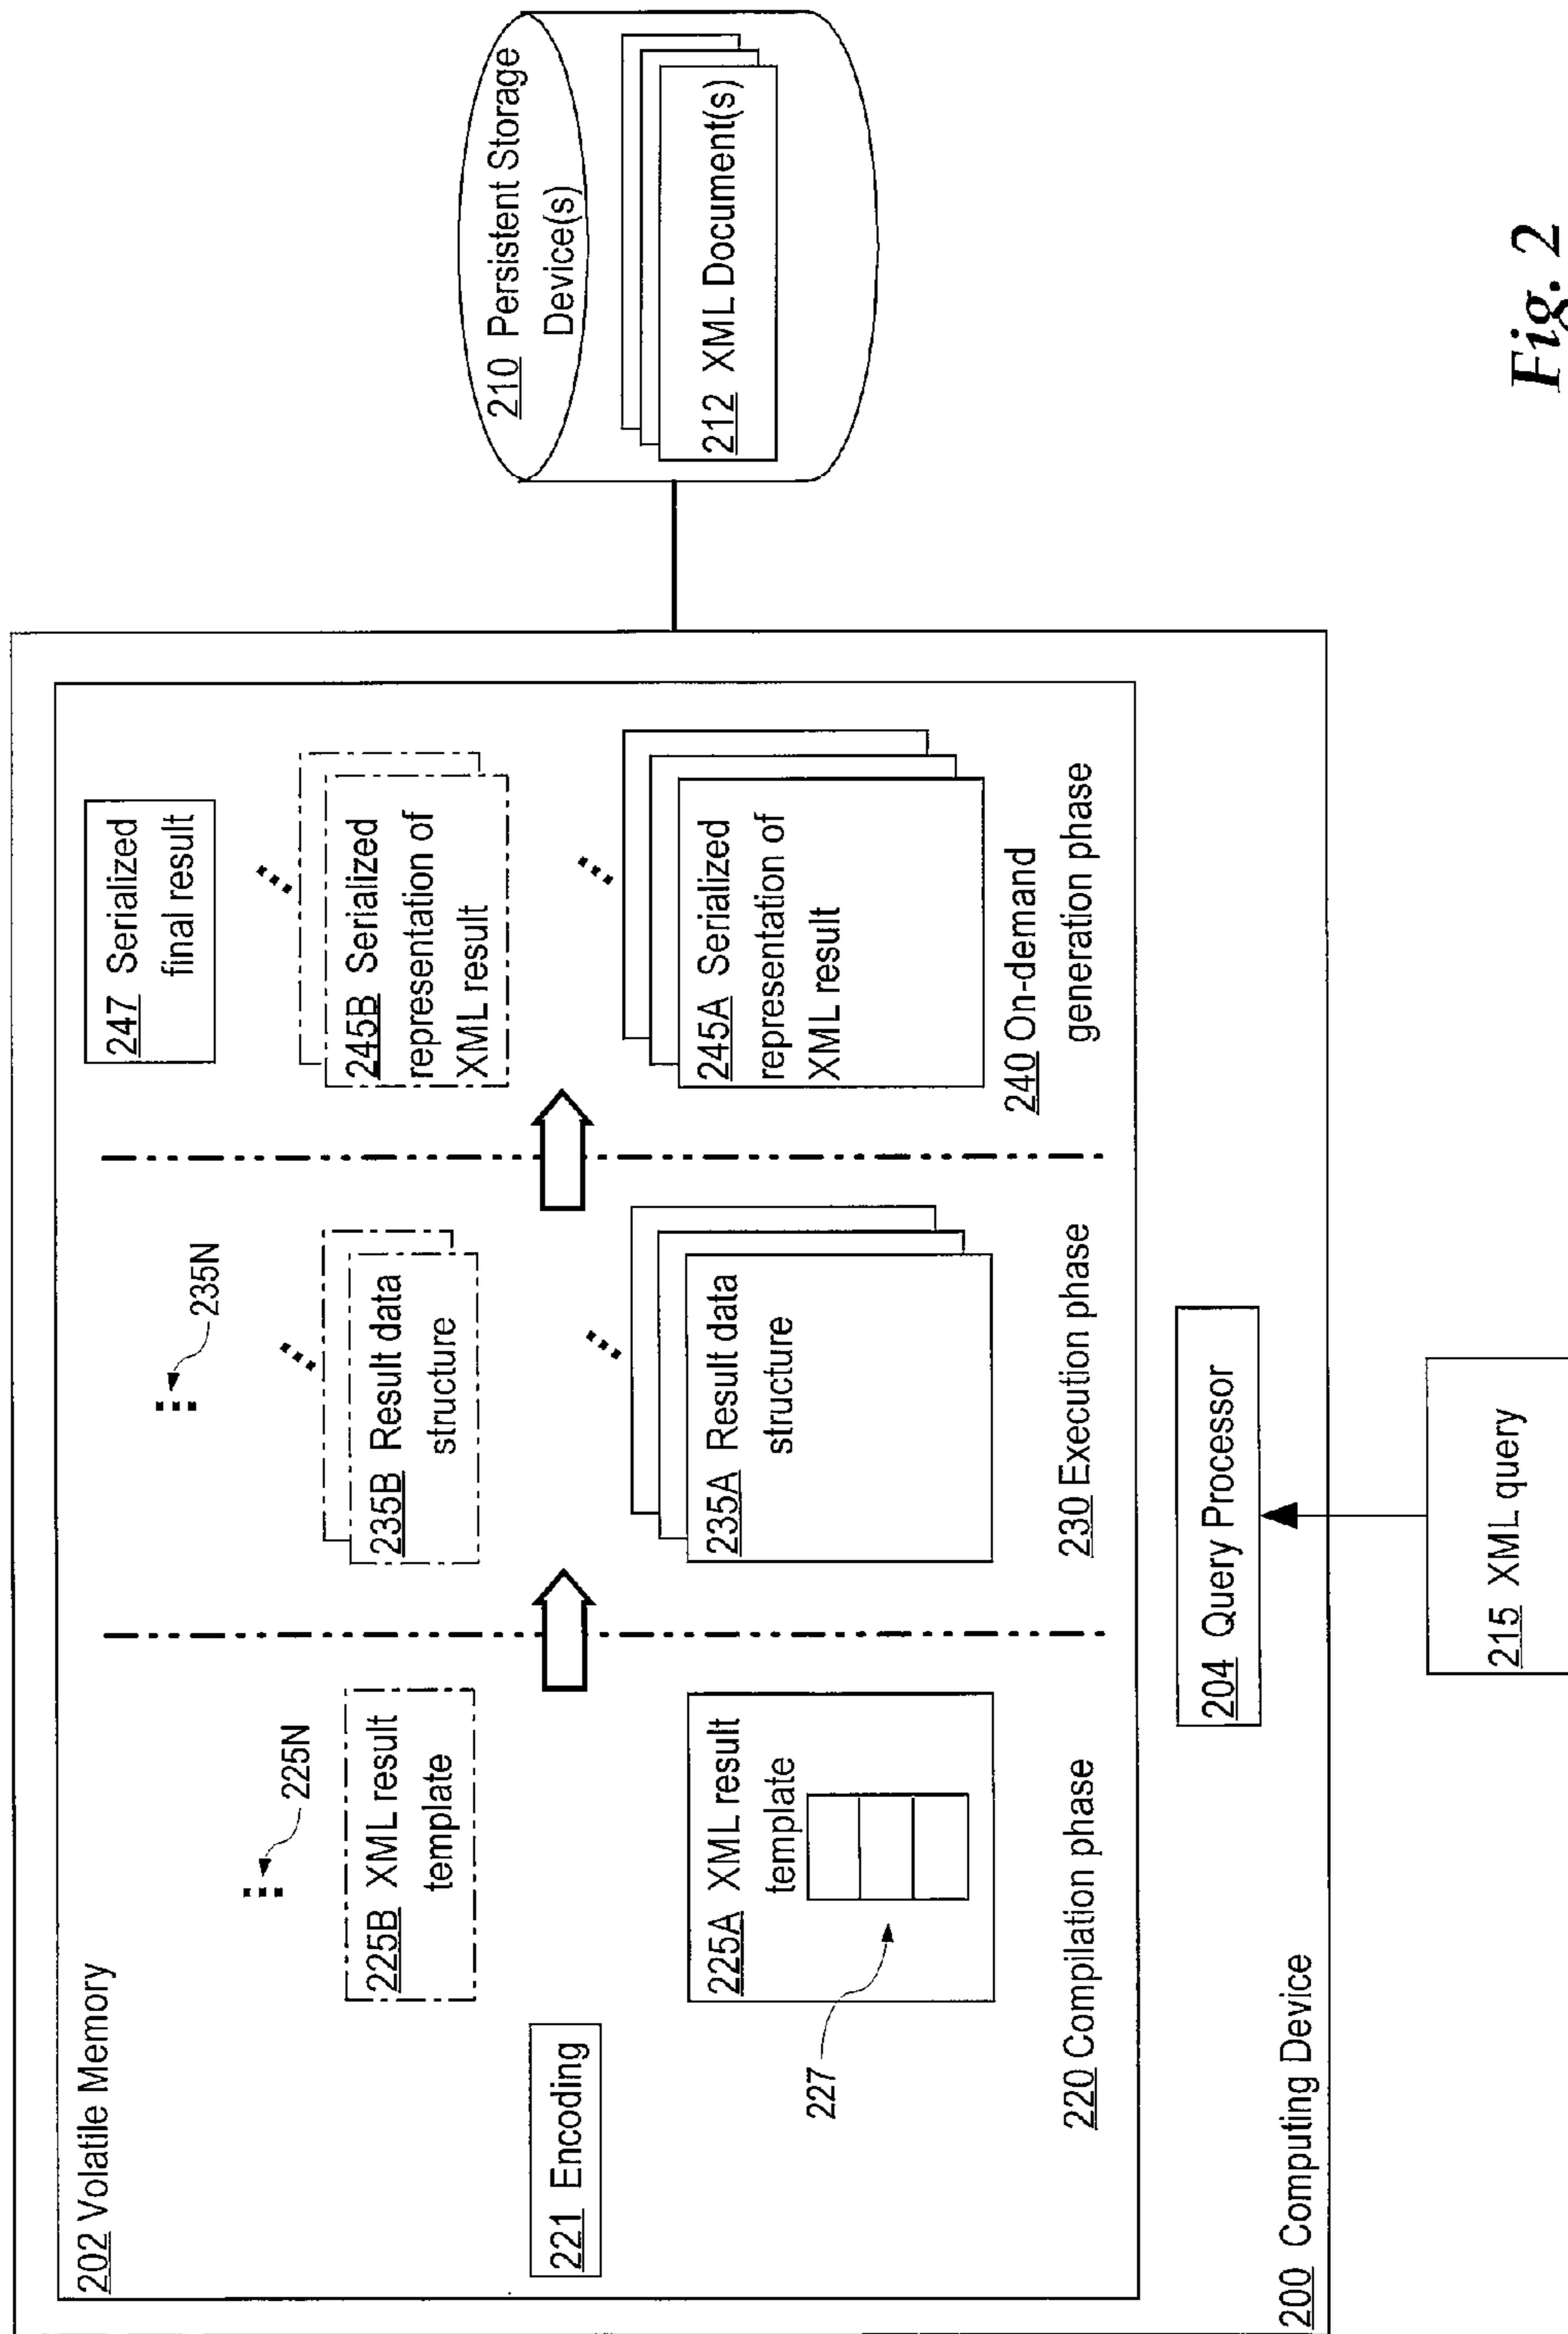 202 Volatile Memory
221 Encoding
225N
225B XML result
template
225A XML result
template
227
220 Compilation phase
235N
235B Result data
structure
235A Result data
structure
230 Execution phase
247 Serialized
final result
245B Serialized
representation of
XML result
245A Serialized
representation of
XML result
240 On-demand
generation phase
204 Query Processor
200 Computing Device
215 XML query
210 Persistent Storage
Device(s)
212 XML Document(s)
Fig. 2